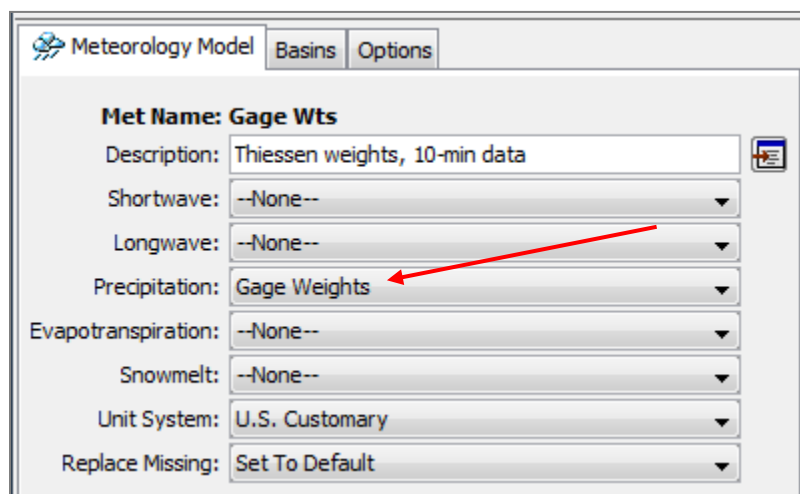 Meteorology Model Basins Options
Met Name: Gage Wts
Description: Thiessen weights, 10-min data
Shortwave: --None--
Longwave: --None--
Precipitation: Gage Weights
Evapotranspiration: --None--
Snowmelt: --None--
Unit System: U.S. Customary
Replace Missing: Set To Default